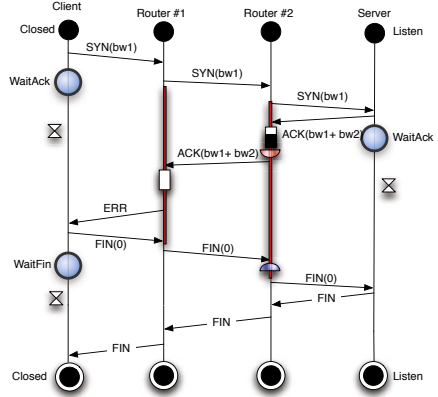 Client
Router #1
Router #2
Server
Closed
Listen
SYN(bw1)
SYN(bw1)
SYN(bw1)
WaitAck
ACK(bw1+ bw2)
WaitAck
ACK(bw1+ bw2)
ERR
FIN(0)
FIN(0)
WaitFin
FIN(0)
FIN
FIN
FIN
Closed
Listen